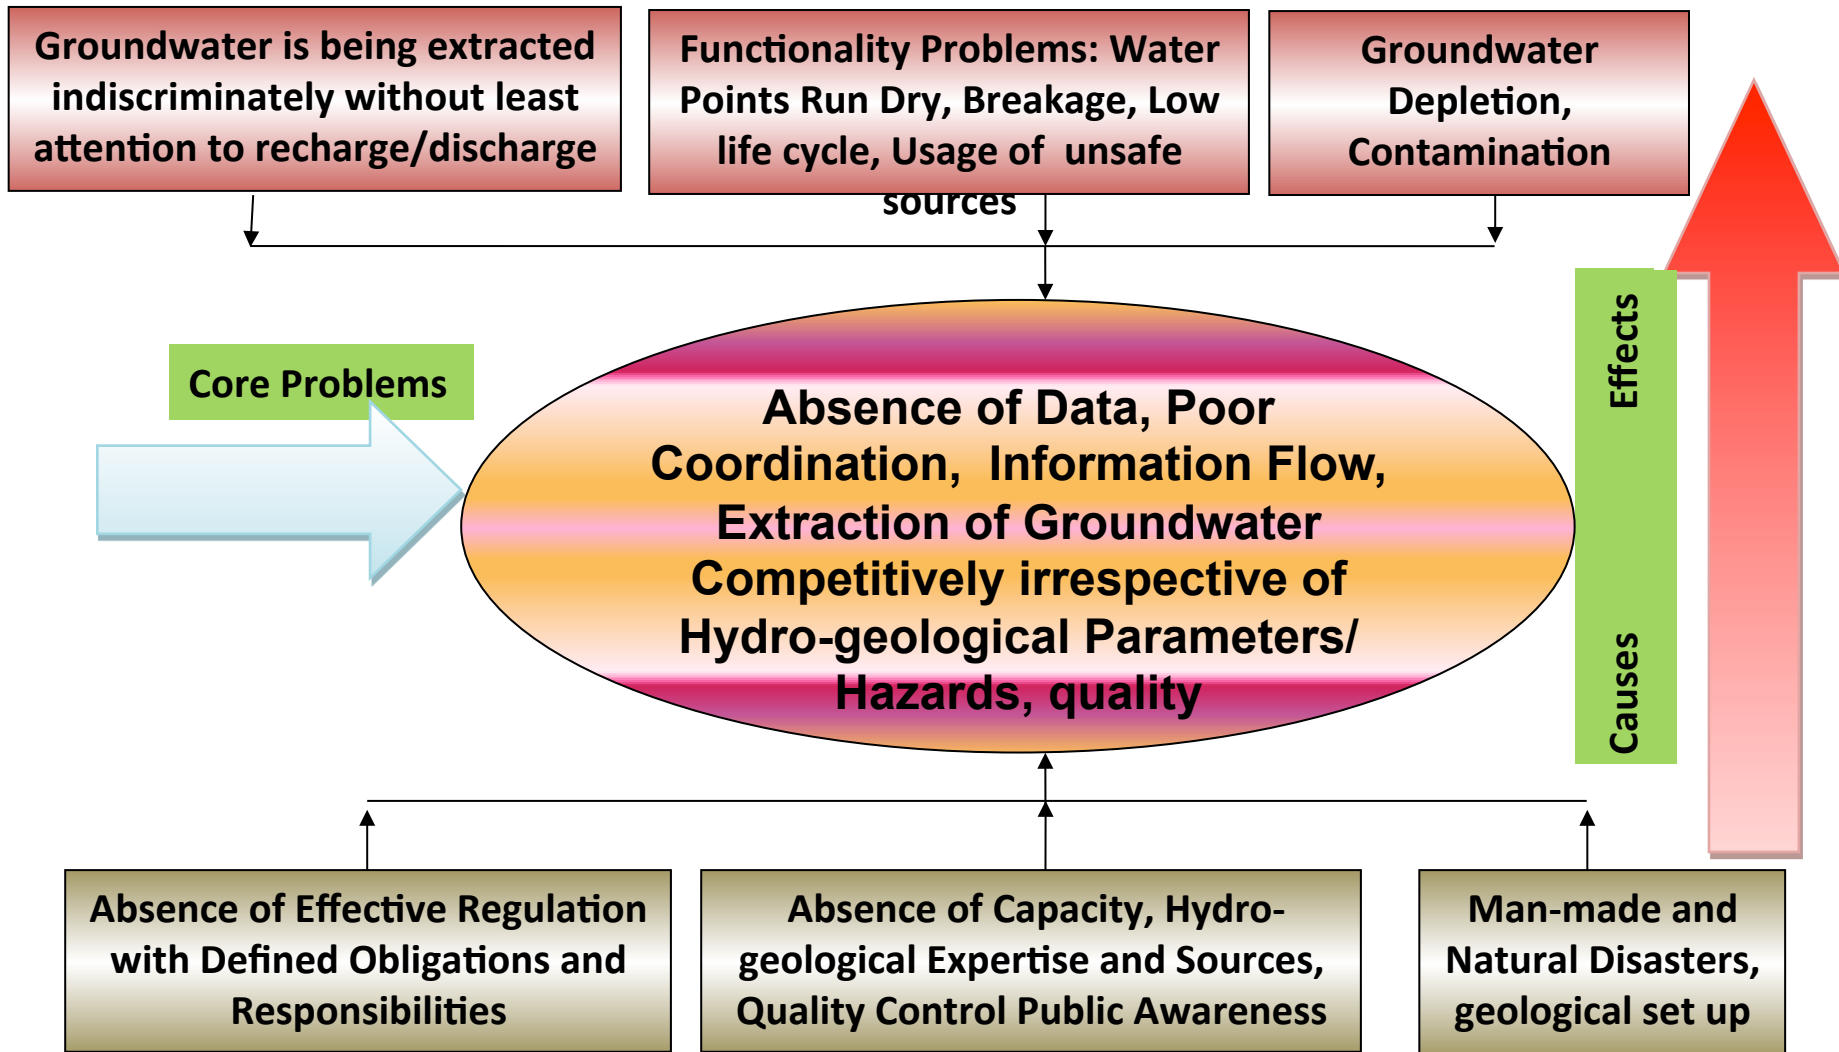 Groundwater is being extracted
indiscriminately without least
attention to recharge/discharge
Functionality Problems: Water
Points Run Dry, Breakage, Low
life cycle, Usage of  unsafe
sources
Groundwater
Depletion,
Contamination
Core Problems
Absence of Data, Poor
Coordination,  Information Flow,
Extraction of Groundwater
Competitively irrespective of
Hydro-geological Parameters/
Hazards, quality
Effects
Causes
Absence of Effective Regulation
with Defined Obligations and
Responsibilities
Absence of Capacity, Hydro-
geological Expertise and Sources,
Quality Control Public Awareness
Man-made and
Natural Disasters,
geological set up